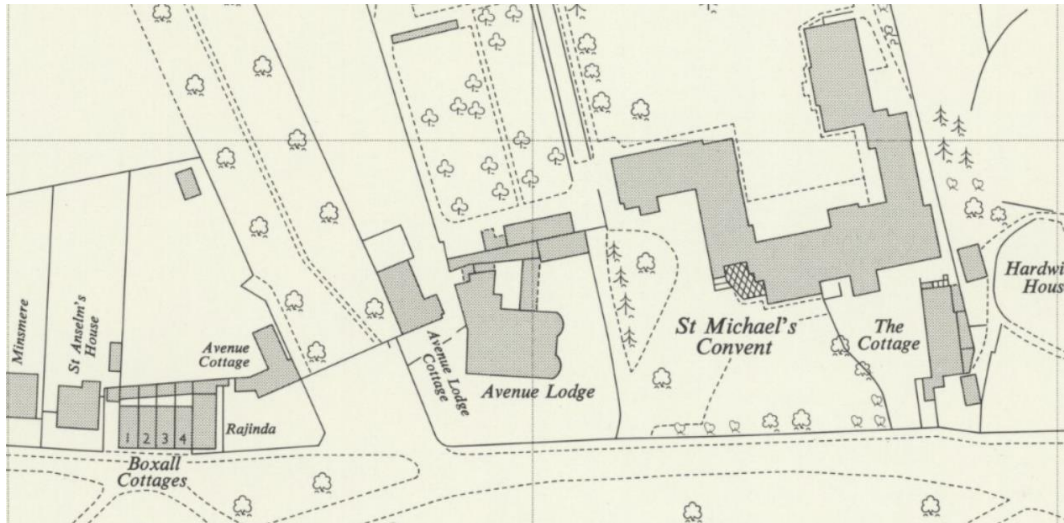 Minsmere
St Anselm's
House
Avenue
Cottage
Rajinda
1 2 3 4
Boxall
Cottages
Avenue Lodge
Cottage
Avenue Lodge
St Michael's
Convent
The
Cottage
Hardwi
Hous